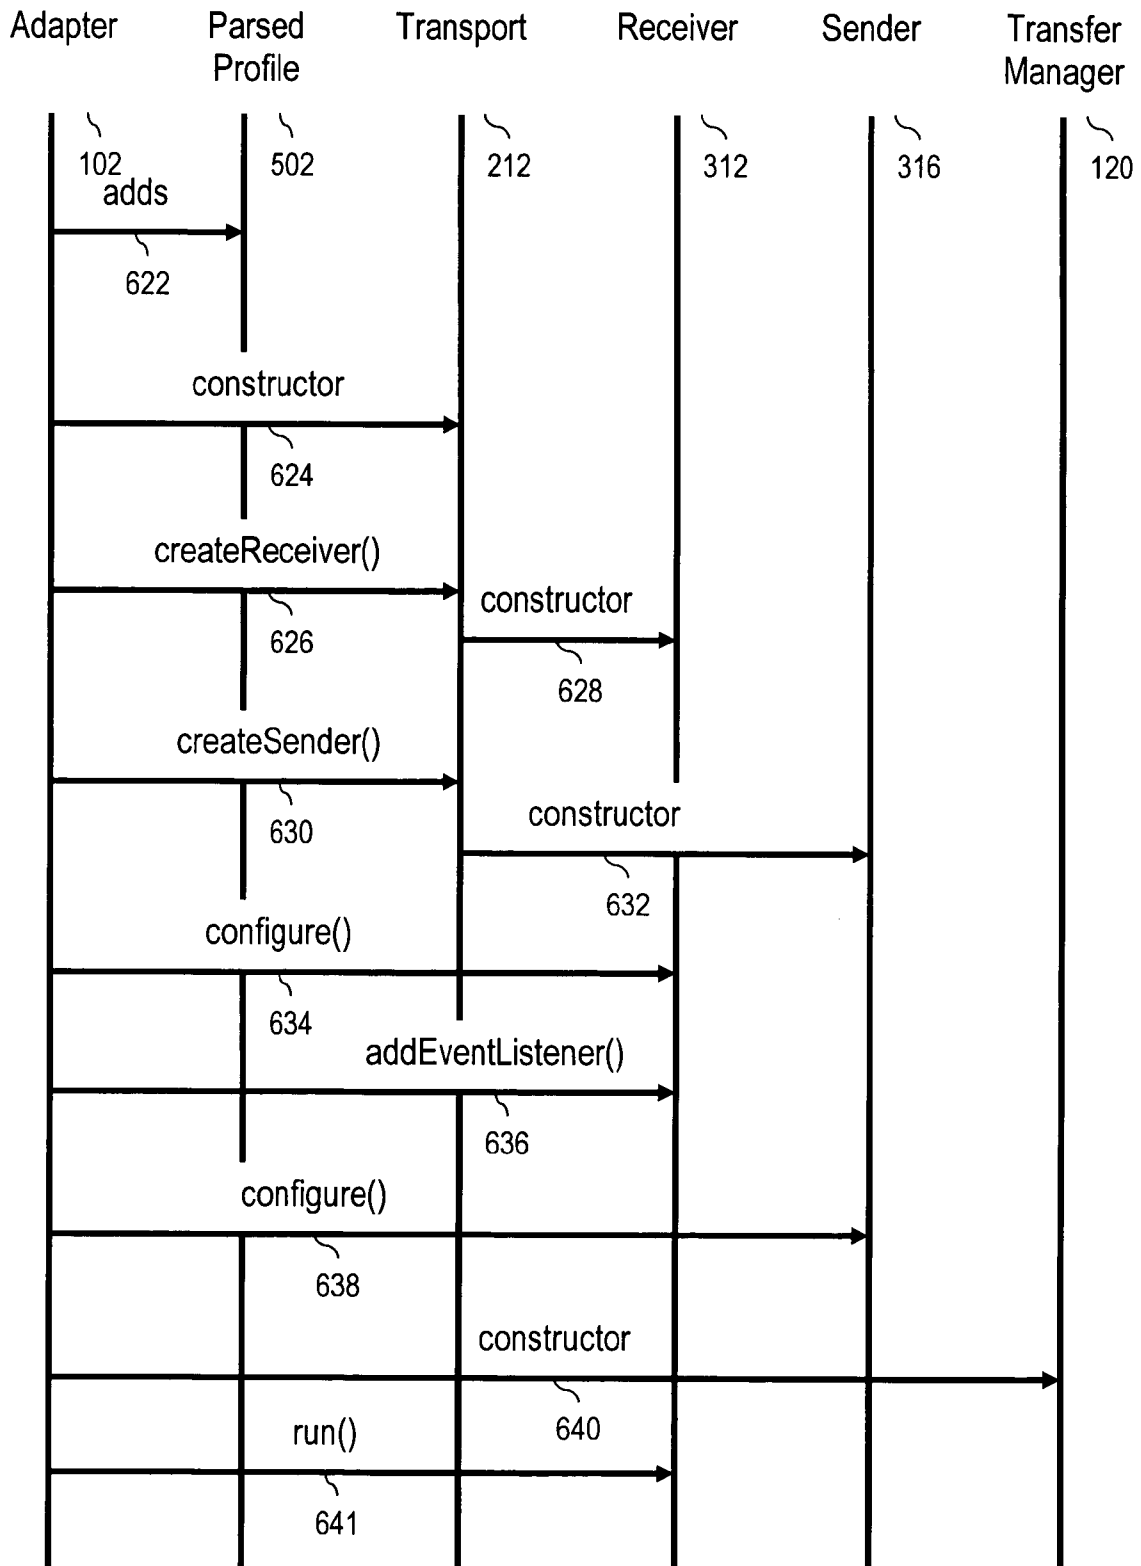 Adapter
Parsed
Profile
Transport
Receiver
Sender
Transfer
Manager
102
502
212
312
316
120
adds
622
constructor
624
createReceiver()
626
constructor
628
createSender()
630
constructor
632
configure()
634
addEventListener()
636
configure()
638
constructor
640
run()
641